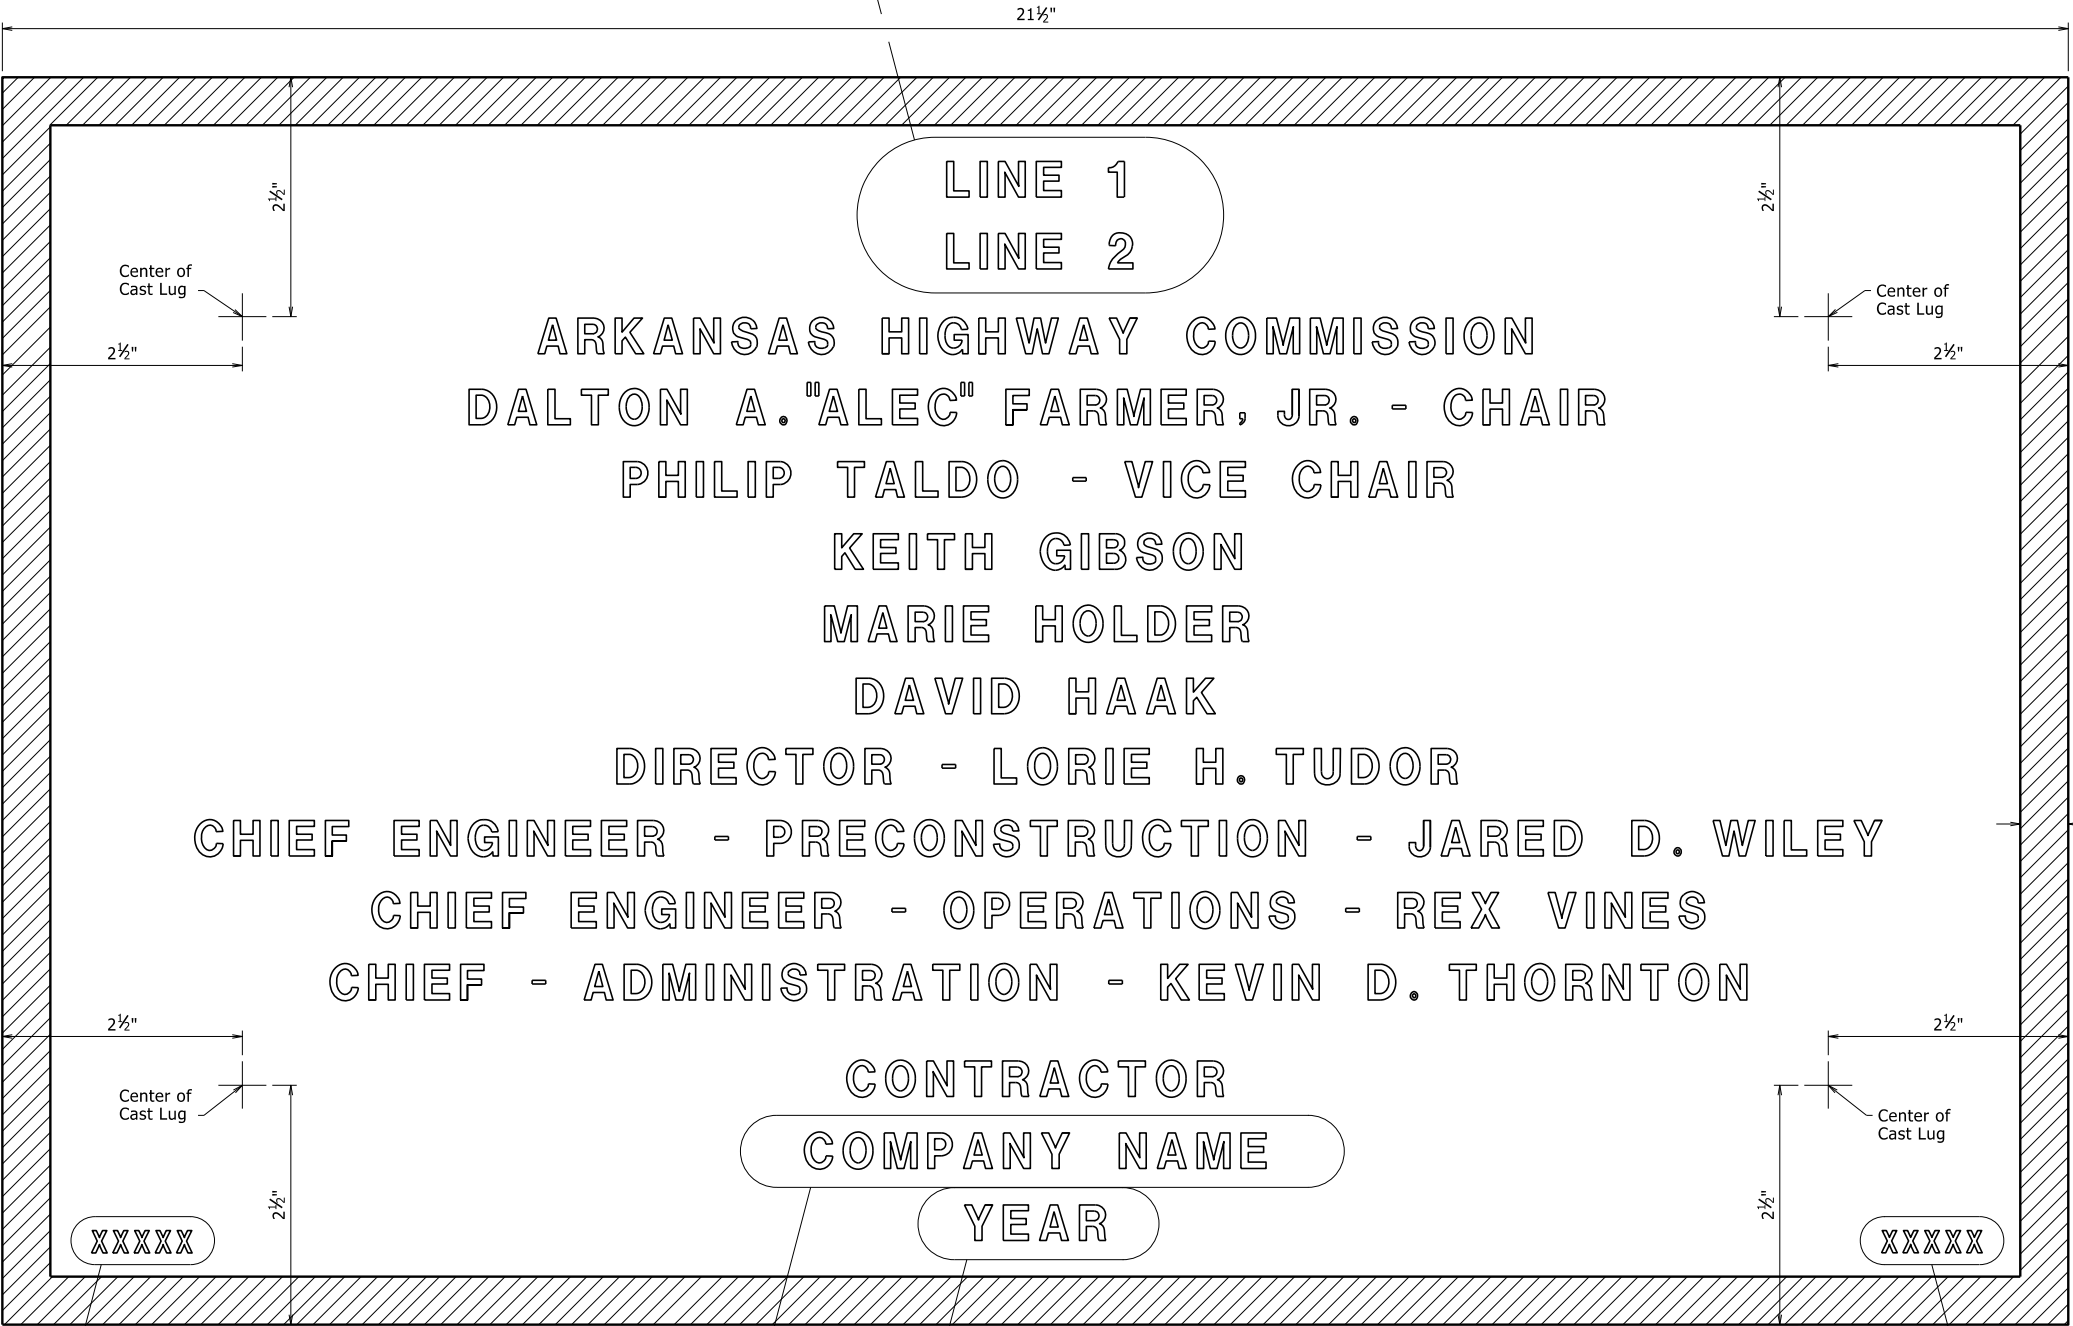 21½"
LINE 1
LINE 2
2½"
2½"
Center of
Cast Lug
Center of
Cast Lug
2½"
2½"
ARKANSAS HIGHWAY COMMISSION
DALTON A. "ALEC" FARMER, JR. - CHAIR
PHILIP TALDO - VICE CHAIR
KEITH GIBSON
MARIE HOLDER
DAVID HAAK
DIRECTOR - LORIE H. TUDOR
CHIEF ENGINEER - PRECONSTRUCTION - JARED D. WILEY
CHIEF ENGINEER - OPERATIONS - REX VINES
CHIEF - ADMINISTRATION - KEVIN D. THORNTON
2½"
2½"
Center of
Cast Lug
Center of
Cast Lug
CONTRACTOR
COMPANY NAME
2½"
2½"
YEAR
XXXXX
XXXXX